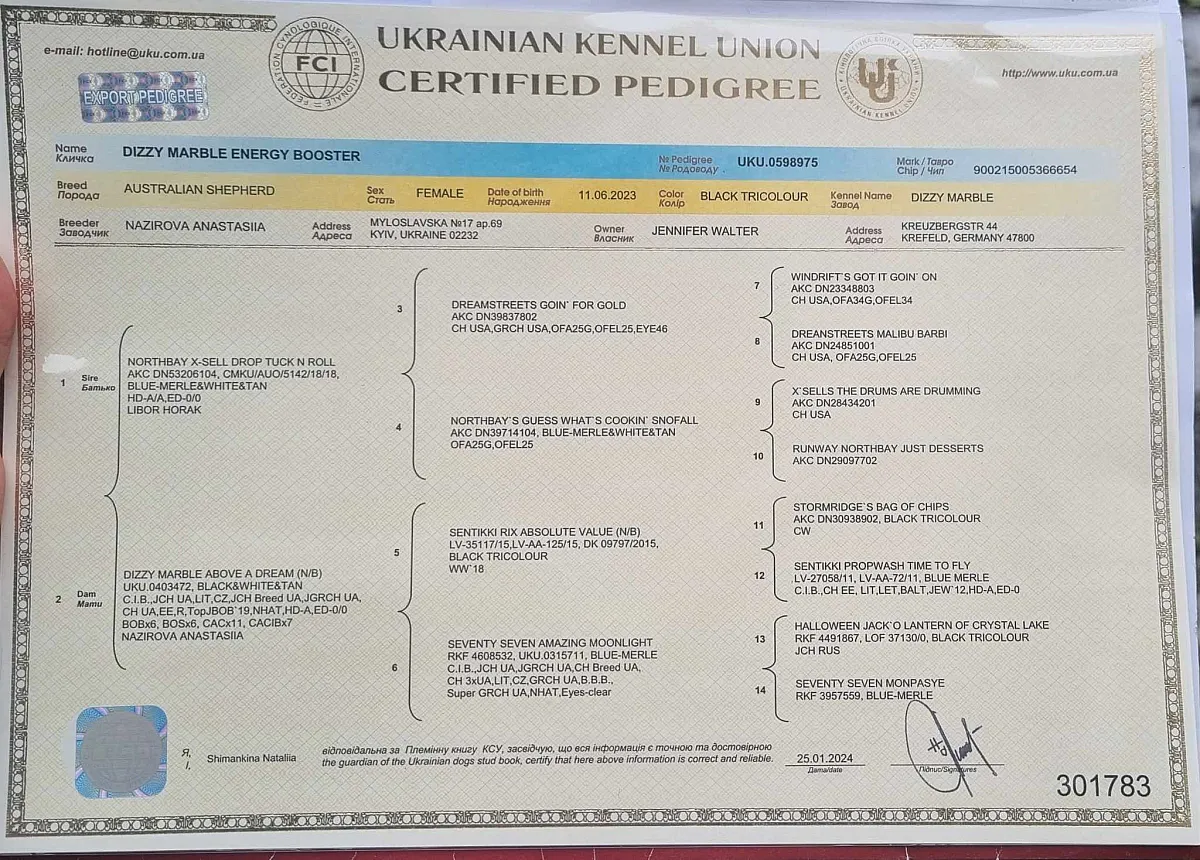 e-mail: hotline@uku.com.ua
EXPORT PEDIGREE
FEDERATION CYNOLOGIQUE INTERNATIONALE
FCI
UKRAINIAN KENNEL UNION
CERTIFIED PEDIGREE
UKU
http://www.uku.com.ua
Name DIZZY MARBLE ENERGY BOOSTER № Pedigree UKU.0598975 Mark / Тавро 900215005366654
Кличка № Родоводу Chip / Чип
Breed AUSTRALIAN SHEPHERD Sex FEMALE Date of birth 11.06.2023 Color BLACK TRICOLOUR Kennel Name DIZZY MARBLE
Порода Стать Народження Колір Завод
Breeder NAZIROVA ANASTASIIA Address MYLOSLAVSKA №17 ap.69 Owner JENNIFER WALTER Address KREUZBERGSTR 44
Заводчик Адреса KYIV, UKRAINE 02232 Власник Адреса KREFELD, GERMANY 47800
1 Sire
Батько
NORTHBAY X-SELL DROP TUCK N ROLL
AKC DN53206104, CMKU/AUO/5142/18/18,
BLUE-MERLE&WHITE&TAN
HD-A/A,ED-0/0
LIBOR HORAK
2 Dam
Мати
DIZZY MARBLE ABOVE A DREAM (N/B)
UKU.0403472, BLACK&WHITE&TAN
C.I.B.,JCH UA,LIT,CZ,JCH Breed UA,JGRCH UA,
CH UA,EE,R,TopJBOB`19,NHAT,HD-A,ED-0/0
BOBx6, BOSx6, CACx11, CACIBx7
NAZIROVA ANASTASIIA
3
DREAMSTREETS GOIN` FOR GOLD
AKC DN39837802
CH USA,GRCH USA,OFA25G,OFEL25,EYE46
4
NORTHBAY`S GUESS WHAT`S COOKIN` SNOFALL
AKC DN39714104, BLUE-MERLE&WHITE&TAN
OFA25G,OFEL25
5
SENTIKKI RIX ABSOLUTE VALUE (N/B)
LV-35117/15,LV-AA-125/15, DK 09797/2015,
BLACK TRICOLOUR
WW`18
6
SEVENTY SEVEN AMAZING MOONLIGHT
RKF 4608532, UKU.0315711, BLUE-MERLE
C.I.B.,JCH UA,JGRCH UA,CH Breed UA,
CH 3xUA,LIT,CZ,GRCH UA,B.B.B.,
Super GRCH UA,NHAT,Eyes-clear
7
WINDRIFT`S GOT IT GOIN` ON
AKC DN23348803
CH USA,OFA34G,OFEL34
8
DREANSTREETS MALIBU BARBI
AKC DN24851001
CH USA, OFA25G,OFEL25
9
X`SELLS THE DRUMS ARE DRUMMING
AKC DN28434201
CH USA
10
RUNWAY NORTHBAY JUST DESSERTS
AKC DN29097702
11
STORMRIDGE`S BAG OF CHIPS
AKC DN30938902, BLACK TRICOLOUR
CW
12
SENTIKKI PROPWASH TIME TO FLY
LV-27058/11, LV-AA-72/11, BLUE MERLE
C.I.B.,CH EE, LIT,LET,BALT,JEW`12,HD-A,ED-0
13
HALLOWEEN JACK`O LANTERN OF CRYSTAL LAKE
RKF 4491867, LOF 37130/0, BLACK TRICOLOUR
JCH RUS
14
SEVENTY SEVEN MONPASYE
RKF 3957559, BLUE-MERLE
Я,
I,
Shimankina Nataliia
відповідальна за Племінну книгу КСУ, засвідчую, що вся інформація є точною та достовірною
the guardian of the Ukrainian dogs stud book, certify that here above information is correct and reliable.
25.01.2024
Дата/date
Підпис/Signatures
301783